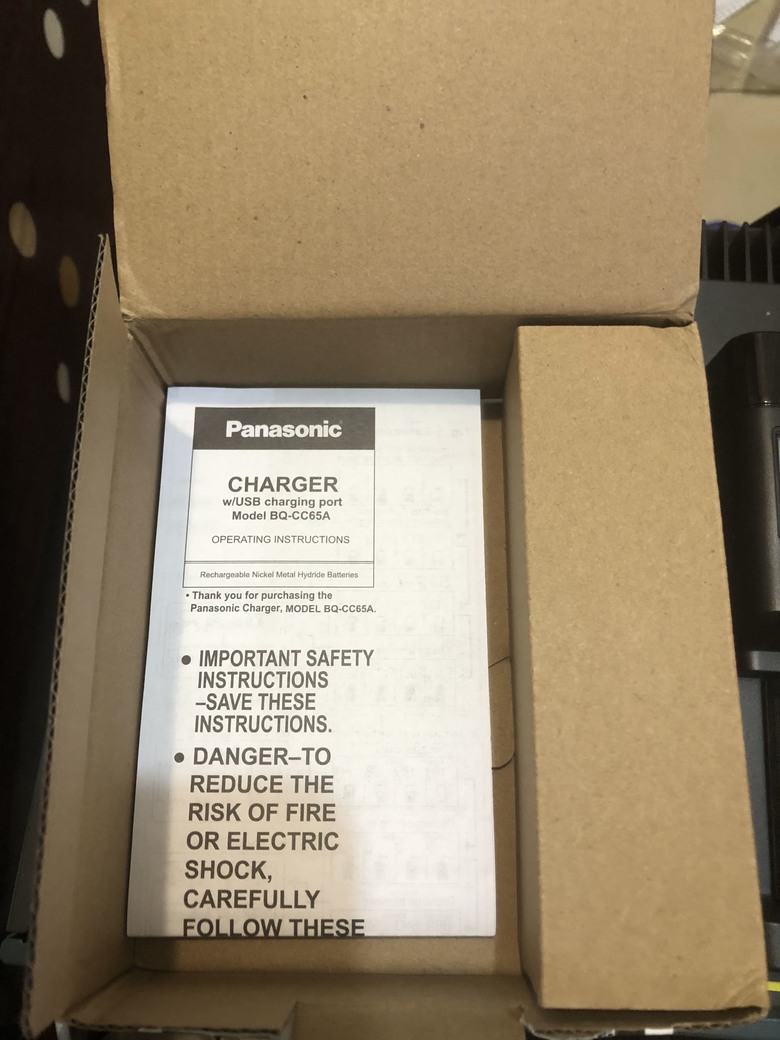 Panasonic
CHARGER
w/USB charging port
Model BQ-CC65A
OPERATING INSTRUCTIONS
Rechargeable Nickel Metal Hydride Batteries
• Thank you for purchasing the
Panasonic Charger, MODEL BQ-CC65A.
● IMPORTANT SAFETY
INSTRUCTIONS
–SAVE THESE
INSTRUCTIONS.
● DANGER–TO
REDUCE THE
RISK OF FIRE
OR ELECTRIC
SHOCK,
CAREFULLY
FOLLOW THESE